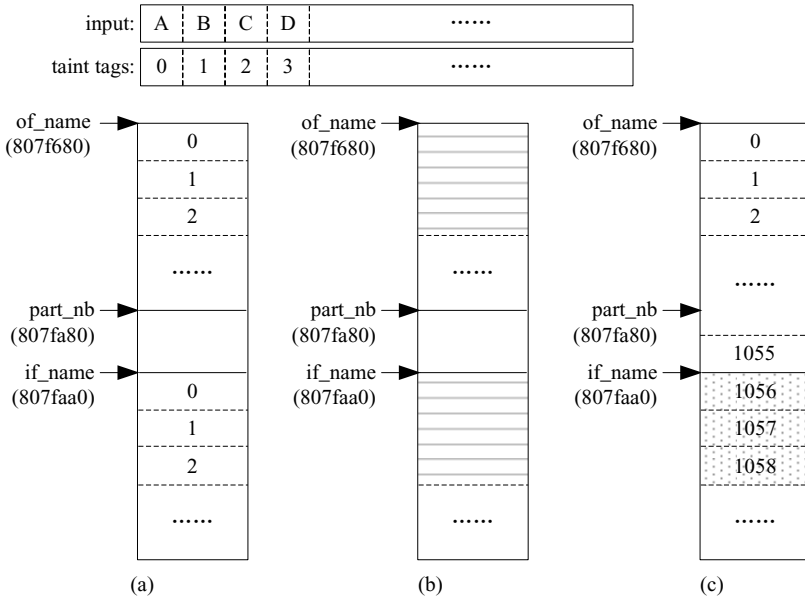 input: A B C D ······
taint tags: 0 1 2 3 ······
of_name of_name of_name
(807f680) (807f680) (807f680)
0 0
1 1
2 2
······ ······ ······
part_nb part_nb part_nb
(807fa80) (807fa80) (807fa80)
1055
if_name if_name if_name
(807faa0) (807faa0) (807faa0)
0 1056
1 1057
2 1058
······ ······ ······
(a) (b) (c)